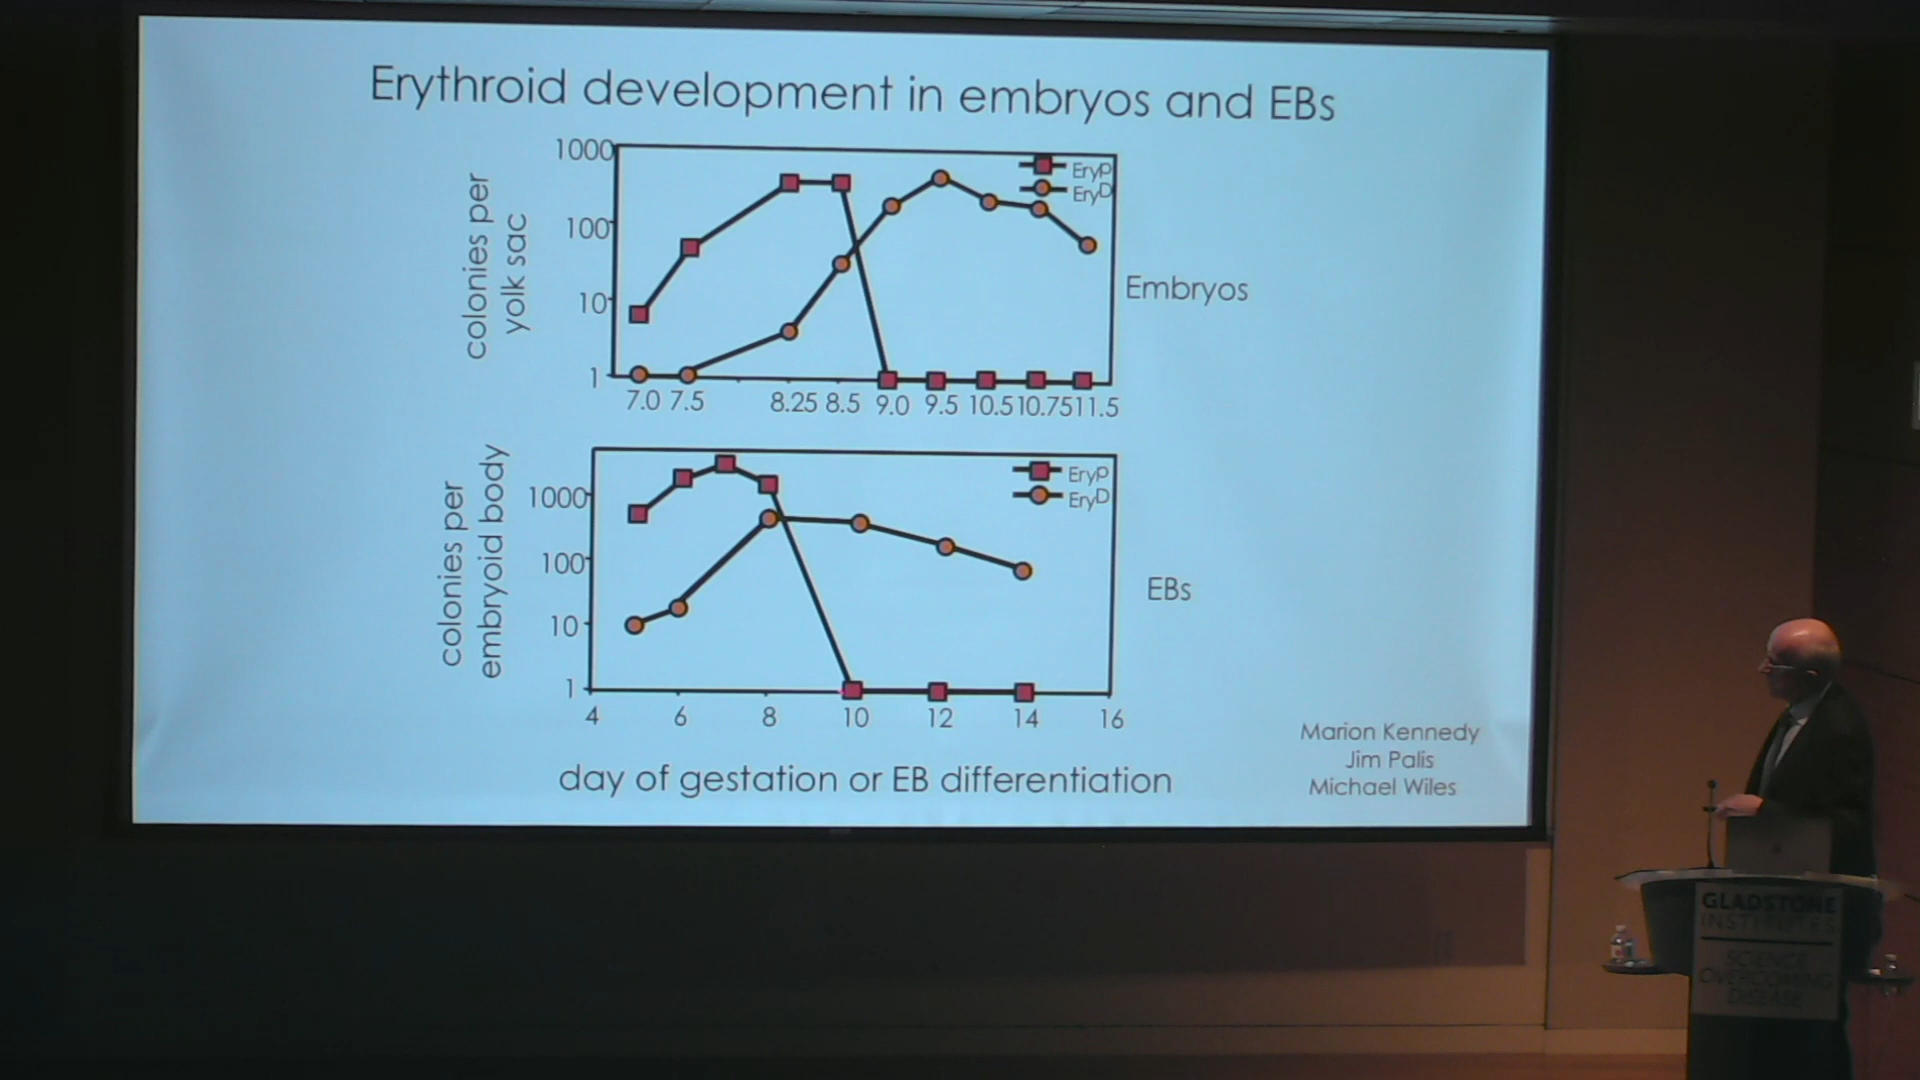 Erythroid development in embryos and EBs
colonies per
yolk sac
1000
100
10
1
EryP
EryD
7.0 7.5 8.25 8.5 9.0 9.5 10.5 10.75 11.5
Embryos
colonies per
embryoid body
1000
100
10
1
EryP
EryD
4 6 8 10 12 14 16
EBs
day of gestation or EB differentiation
Marion Kennedy
Jim Palis
Michael Wiles
GLADSTONE
INSTITUTES
SCIENCE
OVERCOMING
DISEASE